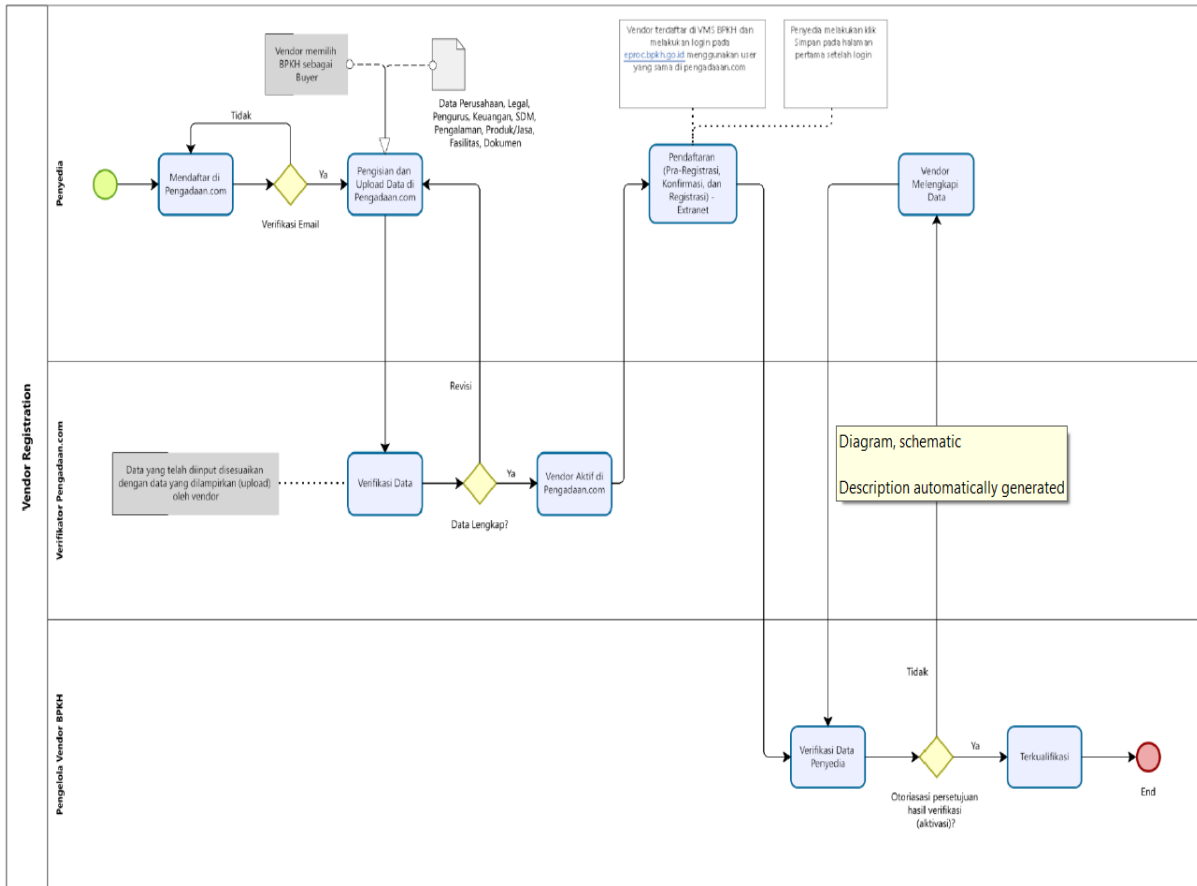 Vendor Registration
Penyedia
Vendor memilih
BPKH sebagai
Buyer
Data Perusahaan, Legal,
Pengurus, Keuangan, SDM,
Pengalaman, Produk/Jasa,
Fasilitas, Dokumen
Vendor terdaftar di VMS BPKH dan
melakukan login pada
eproc.bpkh.go.id menggunakan user
yang sama di pengadaaan.com
Penyedia melakukan klik
Simpan pada halaman
pertama setelah login
Tidak
Mendaftar di
Pengadaan.com
Verifikasi Email
Ya
Pengisian dan
Upload Data di
Pengadaan.com
Pendaftaran
(Pra-Registrasi,
Konfirmasi, dan
Registrasi) -
Extranet
Vendor
Melengkapi
Data
Verifikator Pengadaan.com
Revisi
Data yang telah diinput disesuaikan
dengan data yang dilampirkan (upload)
oleh vendor
Verifikasi Data
Data Lengkap?
Ya
Vendor Aktif di
Pengadaan.com
Diagram, schematic
Description automatically generated
Pengelola Vendor BPKH
Tidak
Verifikasi Data
Penyedia
Otoriasasi persetujuan
hasill verifikasi
(aktivasi)?
Ya
Terkualifikasi
End